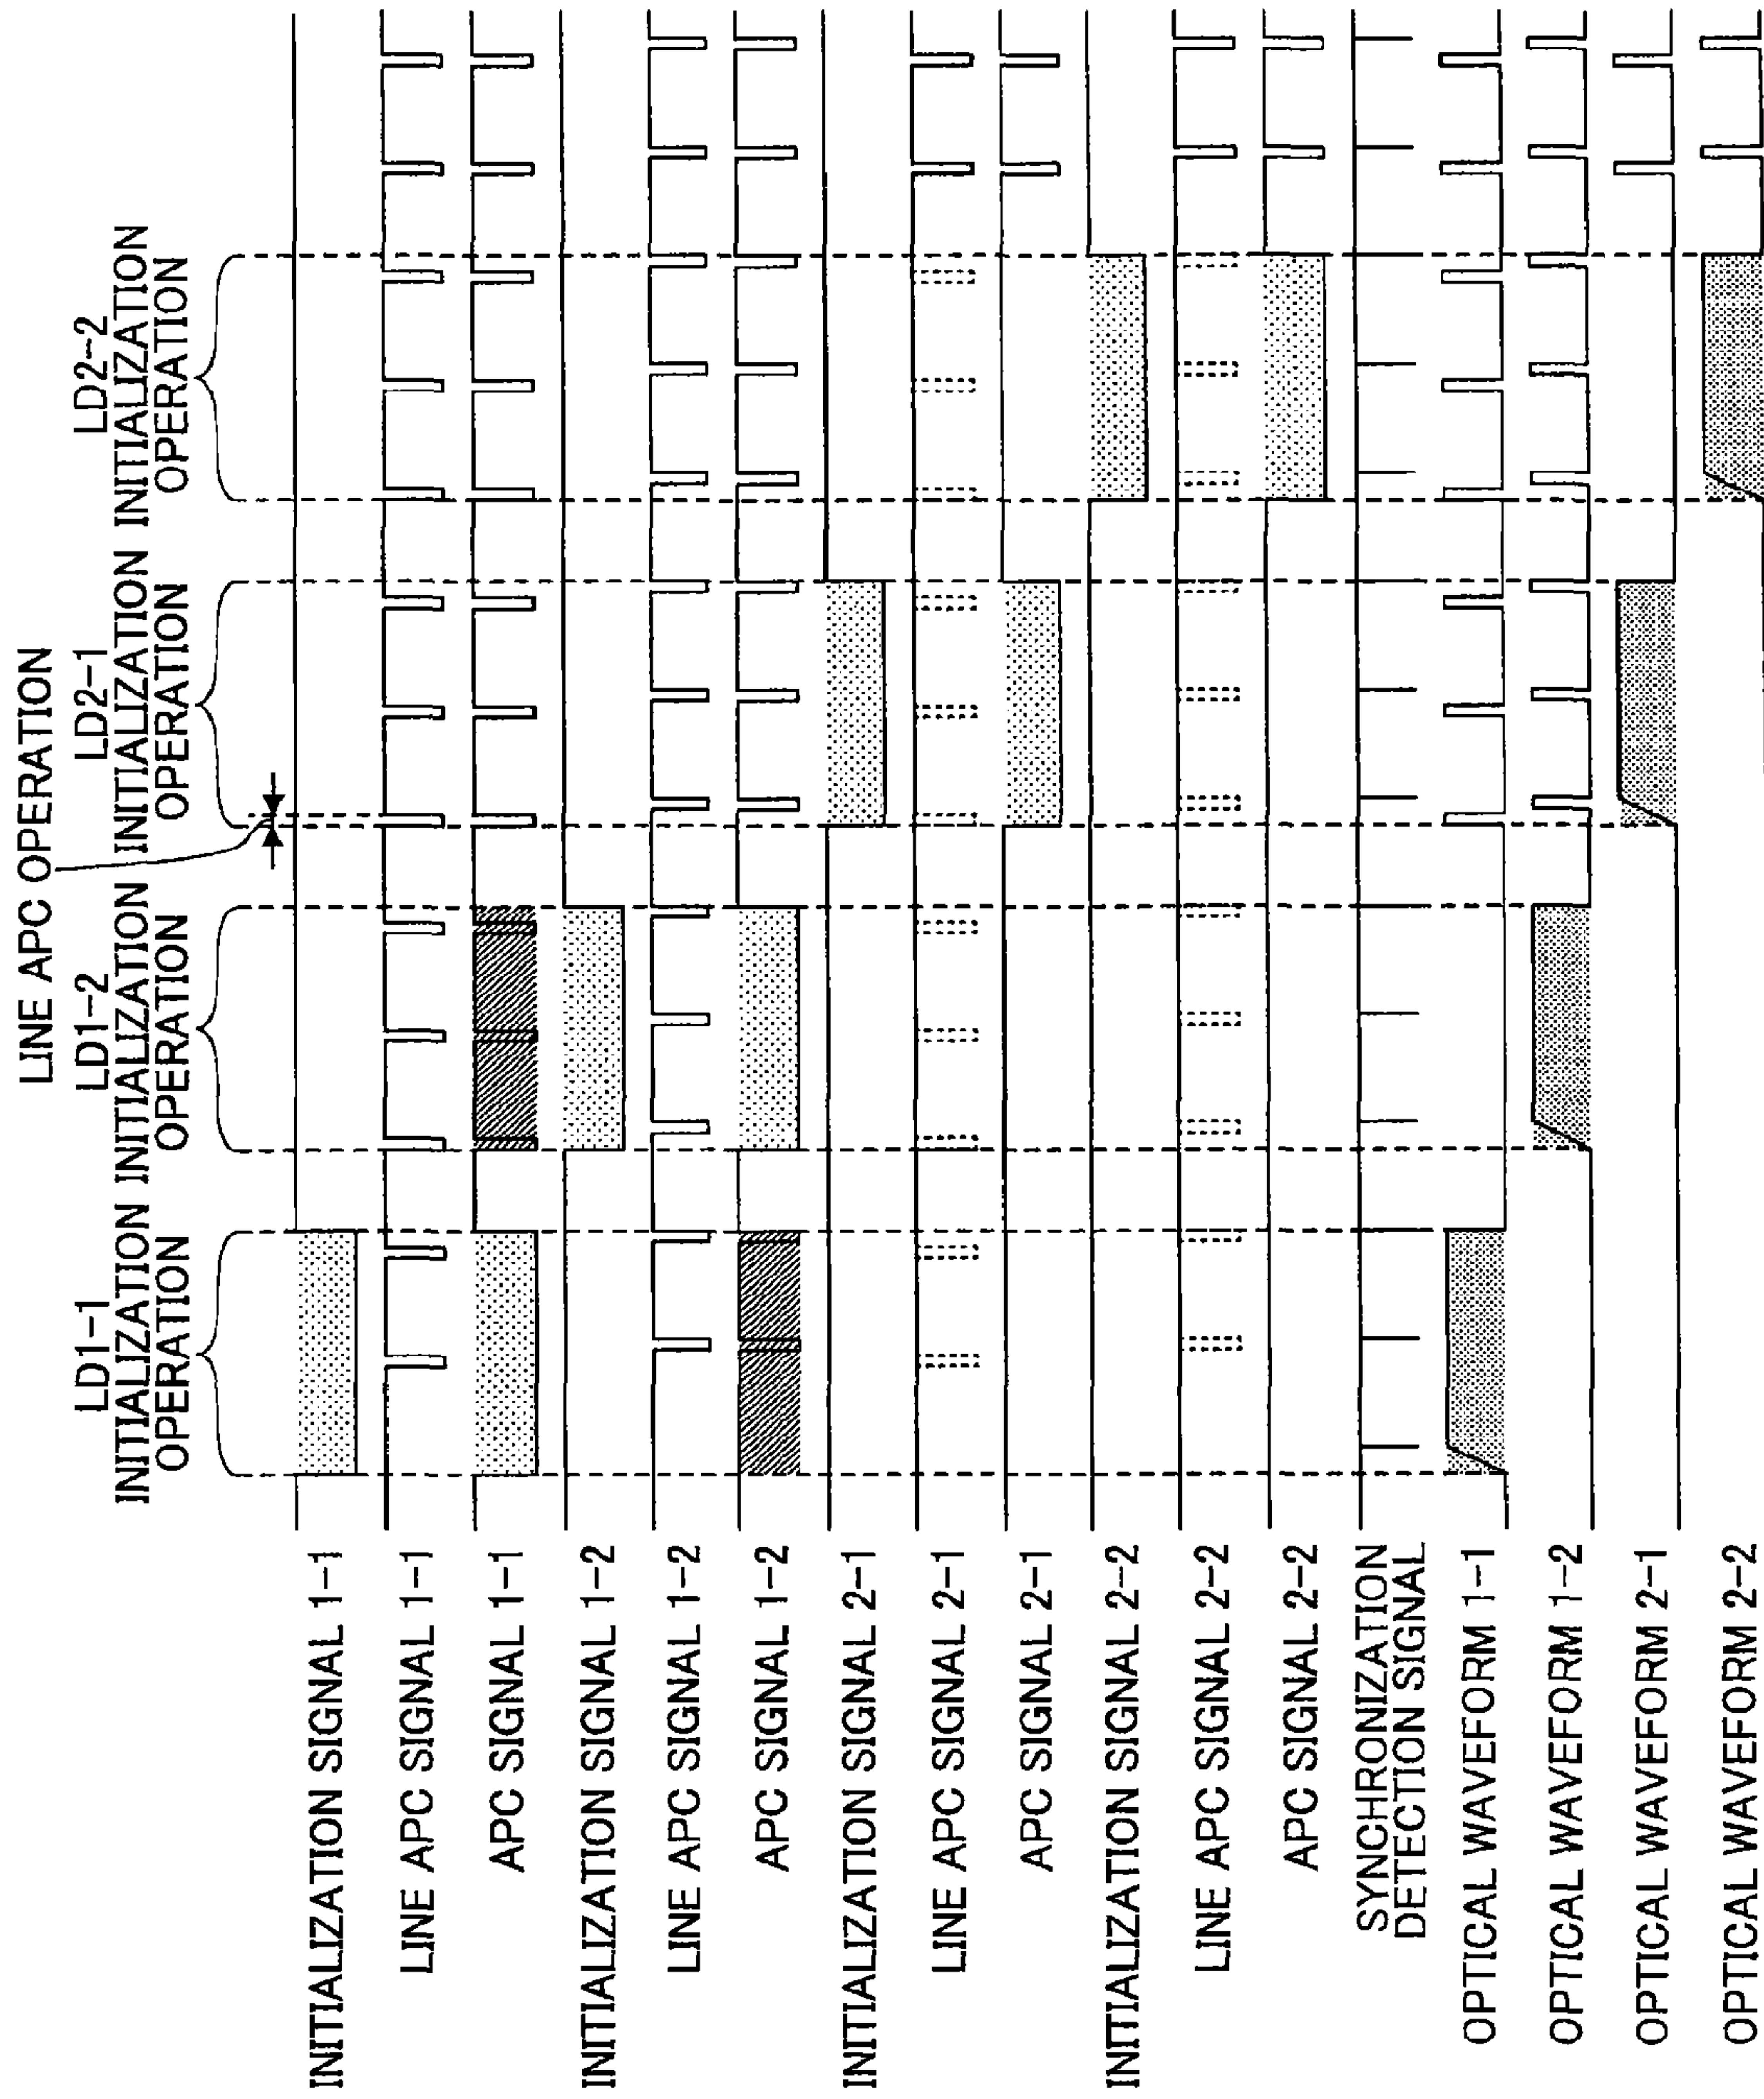 LINE APC OPERATION
LD1-1
INITIALIZATION
OPERATION
LD1-2
INITIALIZATION
OPERATION
LD2-1
INITIALIZATION
OPERATION
LD2-2
INITIALIZATION
OPERATION
INITIALIZATION SIGNAL 1-1
LINE APC SIGNAL 1-1
APC SIGNAL 1-1
INITIALIZATION SIGNAL 1-2
LINE APC SIGNAL 1-2
APC SIGNAL 1-2
INITIALIZATION SIGNAL 2-1
LINE APC SIGNAL 2-1
APC SIGNAL 2-1
INITIALIZATION SIGNAL 2-2
LINE APC SIGNAL 2-2
APC SIGNAL 2-2
SYNCHRONIZATION
DETECTION SIGNAL
OPTICAL WAVEFORM 1-1
OPTICAL WAVEFORM 1-2
OPTICAL WAVEFORM 2-1
OPTICAL WAVEFORM 2-2